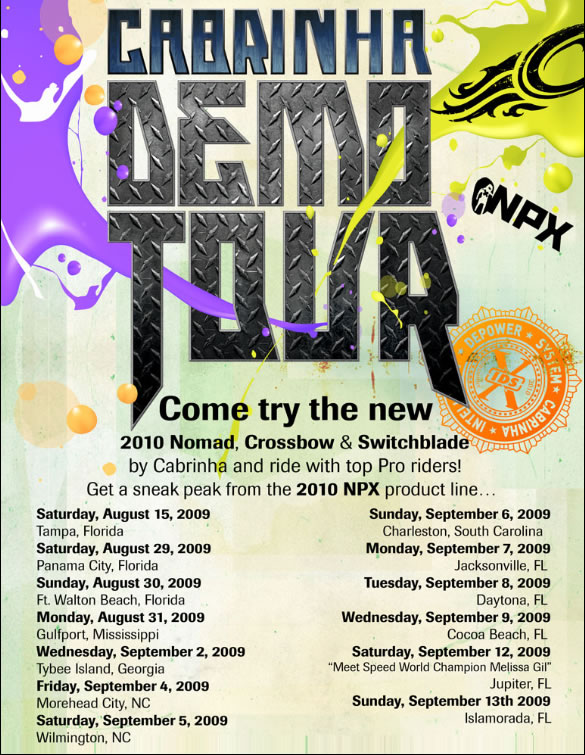 CABRINHA
DEMO
TOUR
NPX
DEPOWER ★ SYSTEM ★ CABRINHA ★ INTEL
IDS
Come try the new
2010 Nomad, Crossbow & Switchblade
by Cabrinha and ride with top Pro riders!
Get a sneak peak from the 2010 NPX product line...
Saturday, August 15, 2009
Tampa, Florida
Saturday, August 29, 2009
Panama City, Florida
Sunday, August 30, 2009
Ft. Walton Beach, Florida
Monday, August 31, 2009
Gulfport, Mississippi
Wednesday, September 2, 2009
Tybee Island, Georgia
Friday, September 4, 2009
Morehead City, NC
Saturday, September 5, 2009
Wilmington, NC
Sunday, September 6, 2009
Charleston, South Carolina
Monday, September 7, 2009
Jacksonville, FL
Tuesday, September 8, 2009
Daytona, FL
Wednesday, September 9, 2009
Cocoa Beach, FL
Saturday, September 12, 2009
"Meet Speed World Champion Melissa Gil"
Jupiter, FL
Sunday, September 13th 2009
Islamorada, FL